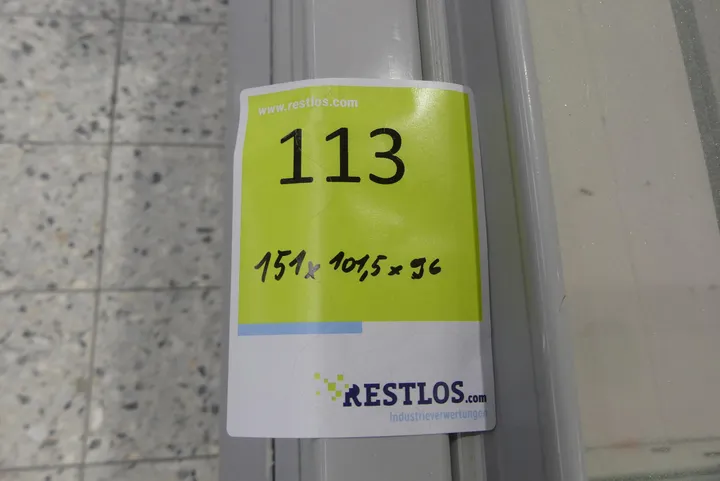 www.restlos.com
113
151 x 101,5 x 96
RESTLOS.com
Industrieverwertungen